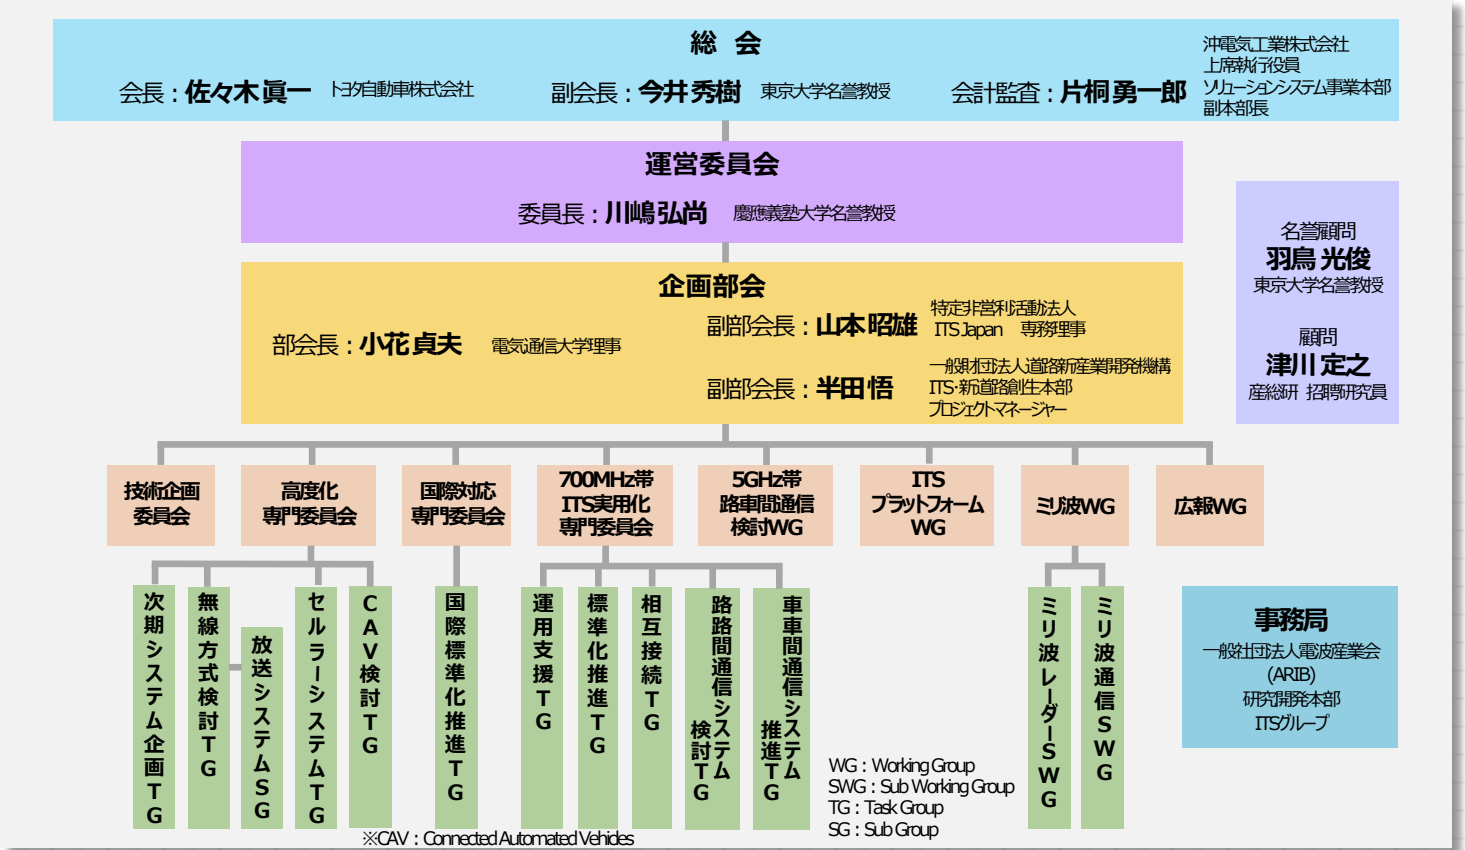 総 会
会長：佐々木 眞一 トヨタ自動車株式会社
副会長：今井 秀樹 東京大学名誉教授
会計監査：片桐 勇一郎
沖電気工業株式会社
上席執行役員
ソリューションシステム事業本部
副本部長
運営委員会
委員長：川嶋 弘尚 慶應義塾大学名誉教授
企画部会
部会長：小花 貞夫 電気通信大学理事
副部会長：山本 昭雄
特定非営利活動法人
ITS Japan 専務理事
副部会長：半田 悟
一般財団法人道路新産業開発機構
ITS・新道路創生本部
プロジェクトマネージャー
名誉顧問
羽鳥 光俊
東京大学名誉教授
顧問
津川 定之
産総研 招聘研究員
技術企画
委員会
高度化
専門委員会
国際対応
専門委員会
700MHz帯
ITS実用化
専門委員会
5GHz帯
路車間通信
検討WG
ITS
プラットフォーム
WG
ミリ波WG
広報WG
次期システム企画TG
無線方式検討TG
放送システムSG
セルラーシステムTG
CAV検討TG
国際標準化推進TG
運用支援TG
標準化推進TG
相互接続TG
路路間通信システム
検討TG
車車間通信システム
推進TG
ミリ波レーダーSWG
ミリ波通信SWG
事務局
一般社団法人電波産業会
(ARIB)
研究開発本部
ITSグループ
WG：Working Group
SWG：Sub Working Group
TG：Task Group
SG：Sub Group
※CAV：Connected Automated Vehicles